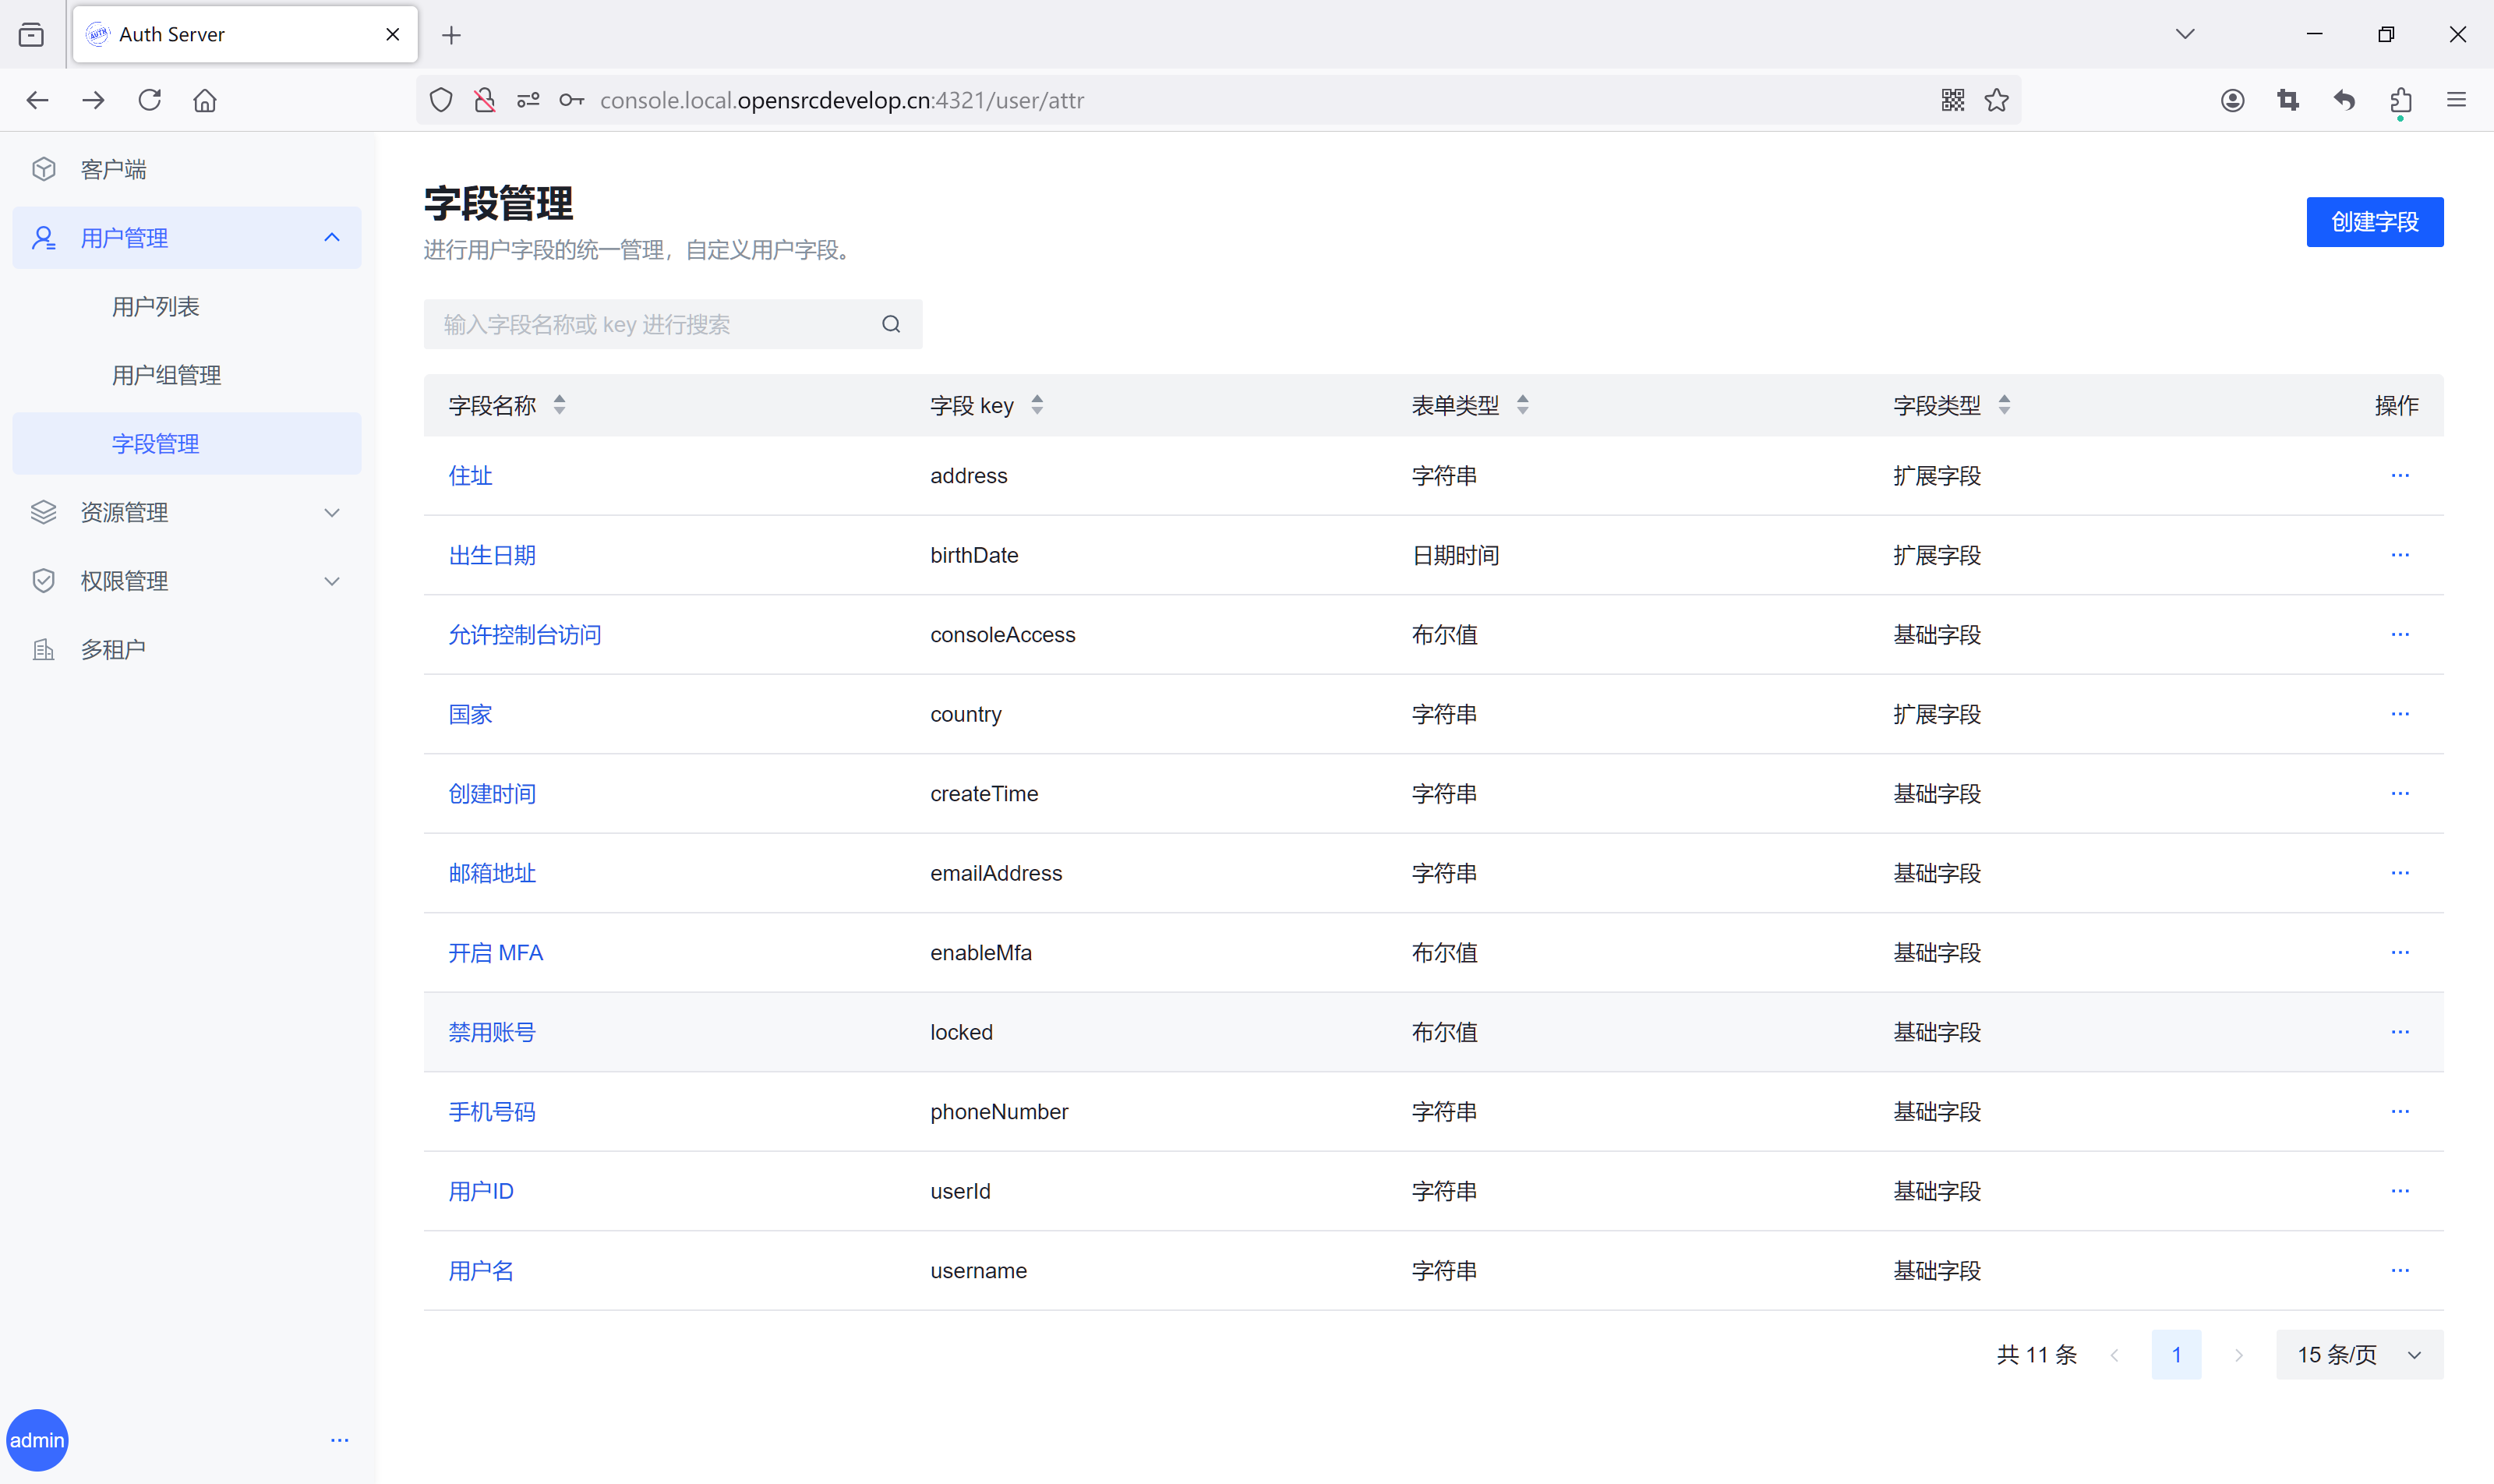 Auth Server
console.local.opensrcdevelop.cn:4321/user/attr
客户端
用户管理
用户列表
用户组管理
字段管理
资源管理
权限管理
多租户
admin
字段管理
进行用户字段的统一管理，自定义用户字段。
创建字段
输入字段名称或 key 进行搜索
字段名称 字段 key 表单类型 字段类型 操作
住址 address 字符串 扩展字段
出生日期 birthDate 日期时间 扩展字段
允许控制台访问 consoleAccess 布尔值 基础字段
国家 country 字符串 扩展字段
创建时间 createTime 字符串 基础字段
邮箱地址 emailAddress 字符串 基础字段
开启 MFA enableMfa 布尔值 基础字段
禁用账号 locked 布尔值 基础字段
手机号码 phoneNumber 字符串 基础字段
用户ID userId 字符串 基础字段
用户名 username 字符串 基础字段
共 11 条 1 15 条/页